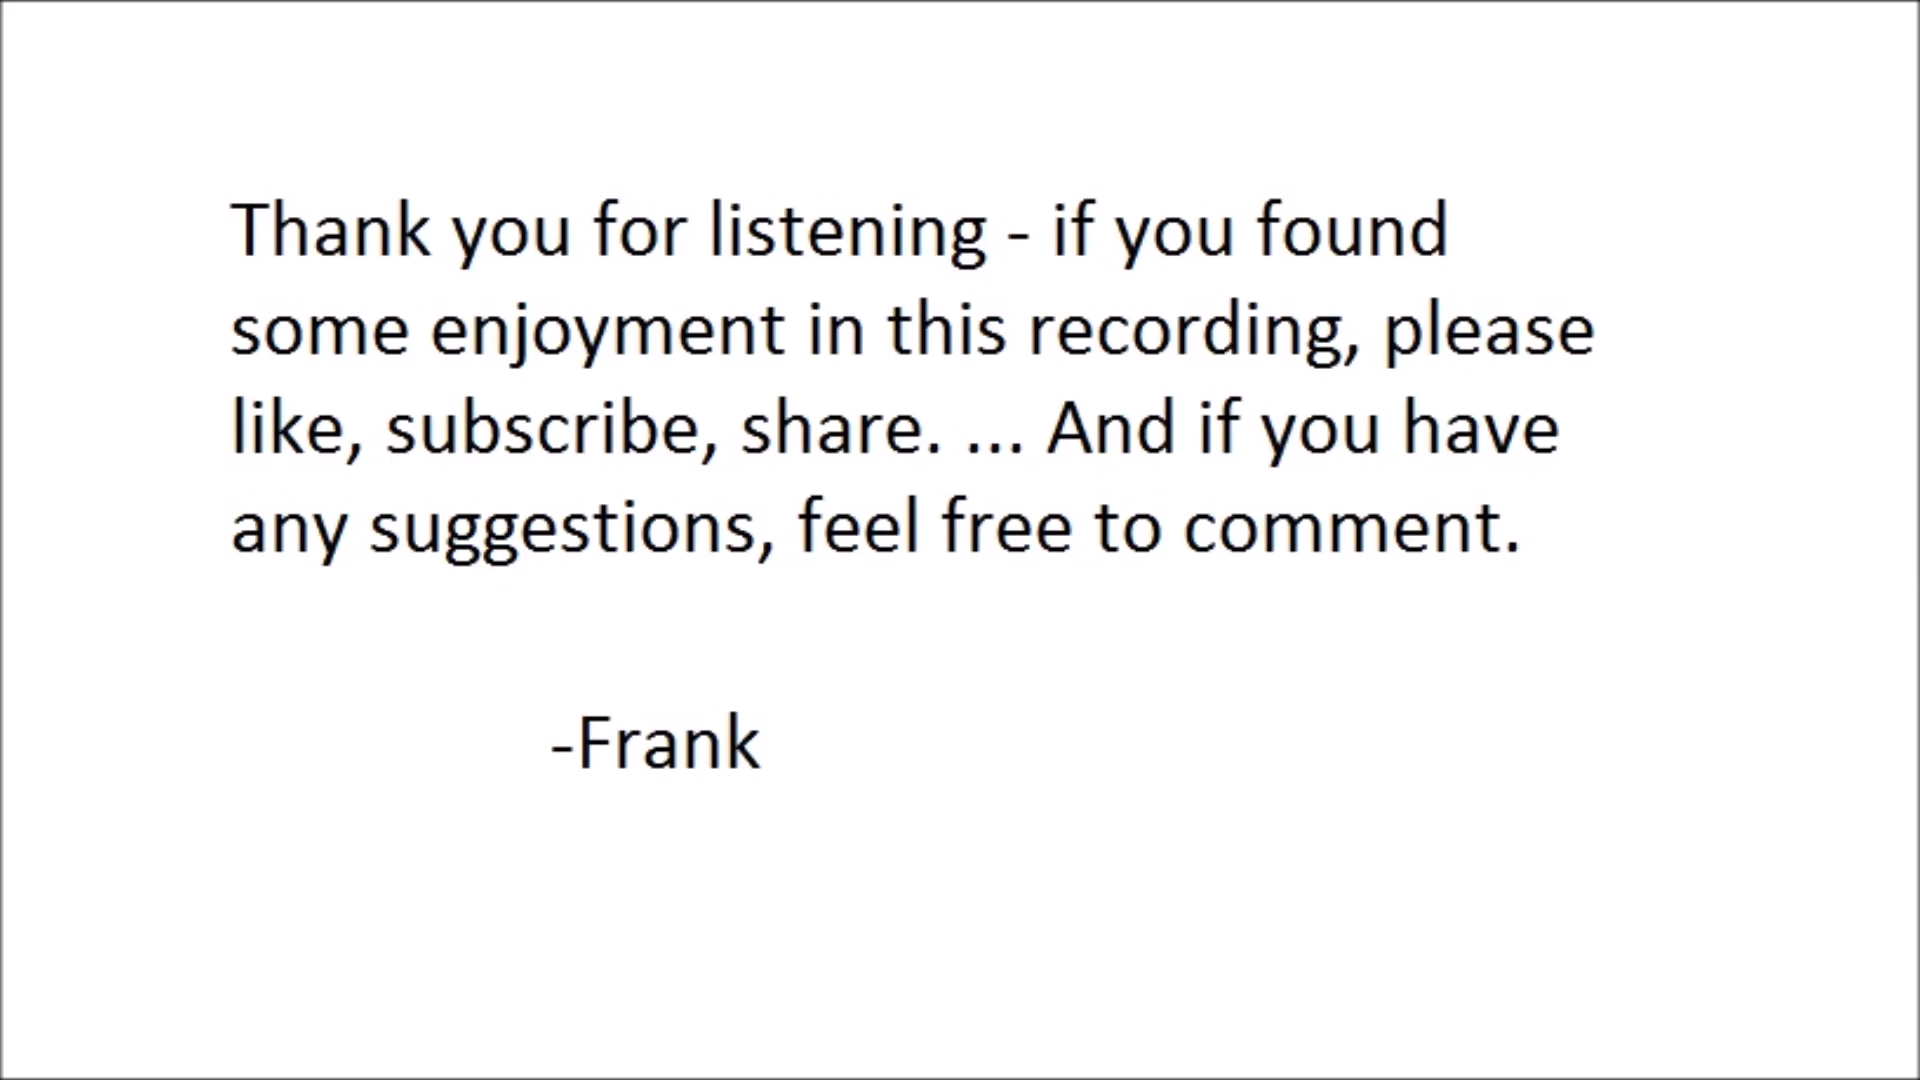 Thank you for listening - if you found
some enjoyment in this recording, please
like, subscribe, share. ... And if you have
any suggestions, feel free to comment.
-Frank